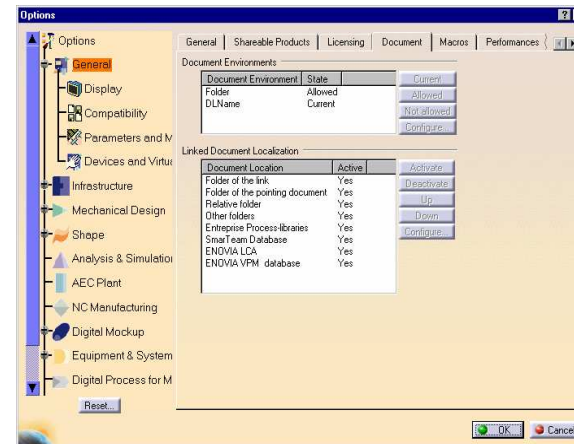 Options
Options
General
Display
Compatibility
Parameters and M
Devices and Virtu
Infrastructure
Mechanical Design
Shape
Analysis & Simulation
AEC Plant
NC Manufacturing
Digital Mockup
Equipment & System
Digital Process for M
Reset...
General Shareable Products Licensing Document Macros Performances
Document Environments
Document Environment State
Folder Allowed
DLName Current
Current
Allowed
Not allowed
Configure...
Linked Document Localization
Document Location Active
Folder of the link Yes
Folder of the pointing document Yes
Relative folder Yes
Other folders Yes
Entreprise Process-libraries Yes
SmarTeam Database Yes
ENOVIA LCA Yes
ENOVIA VPM database Yes
Activate
Deactivate
Up
Down
Configure...
OK Cancel